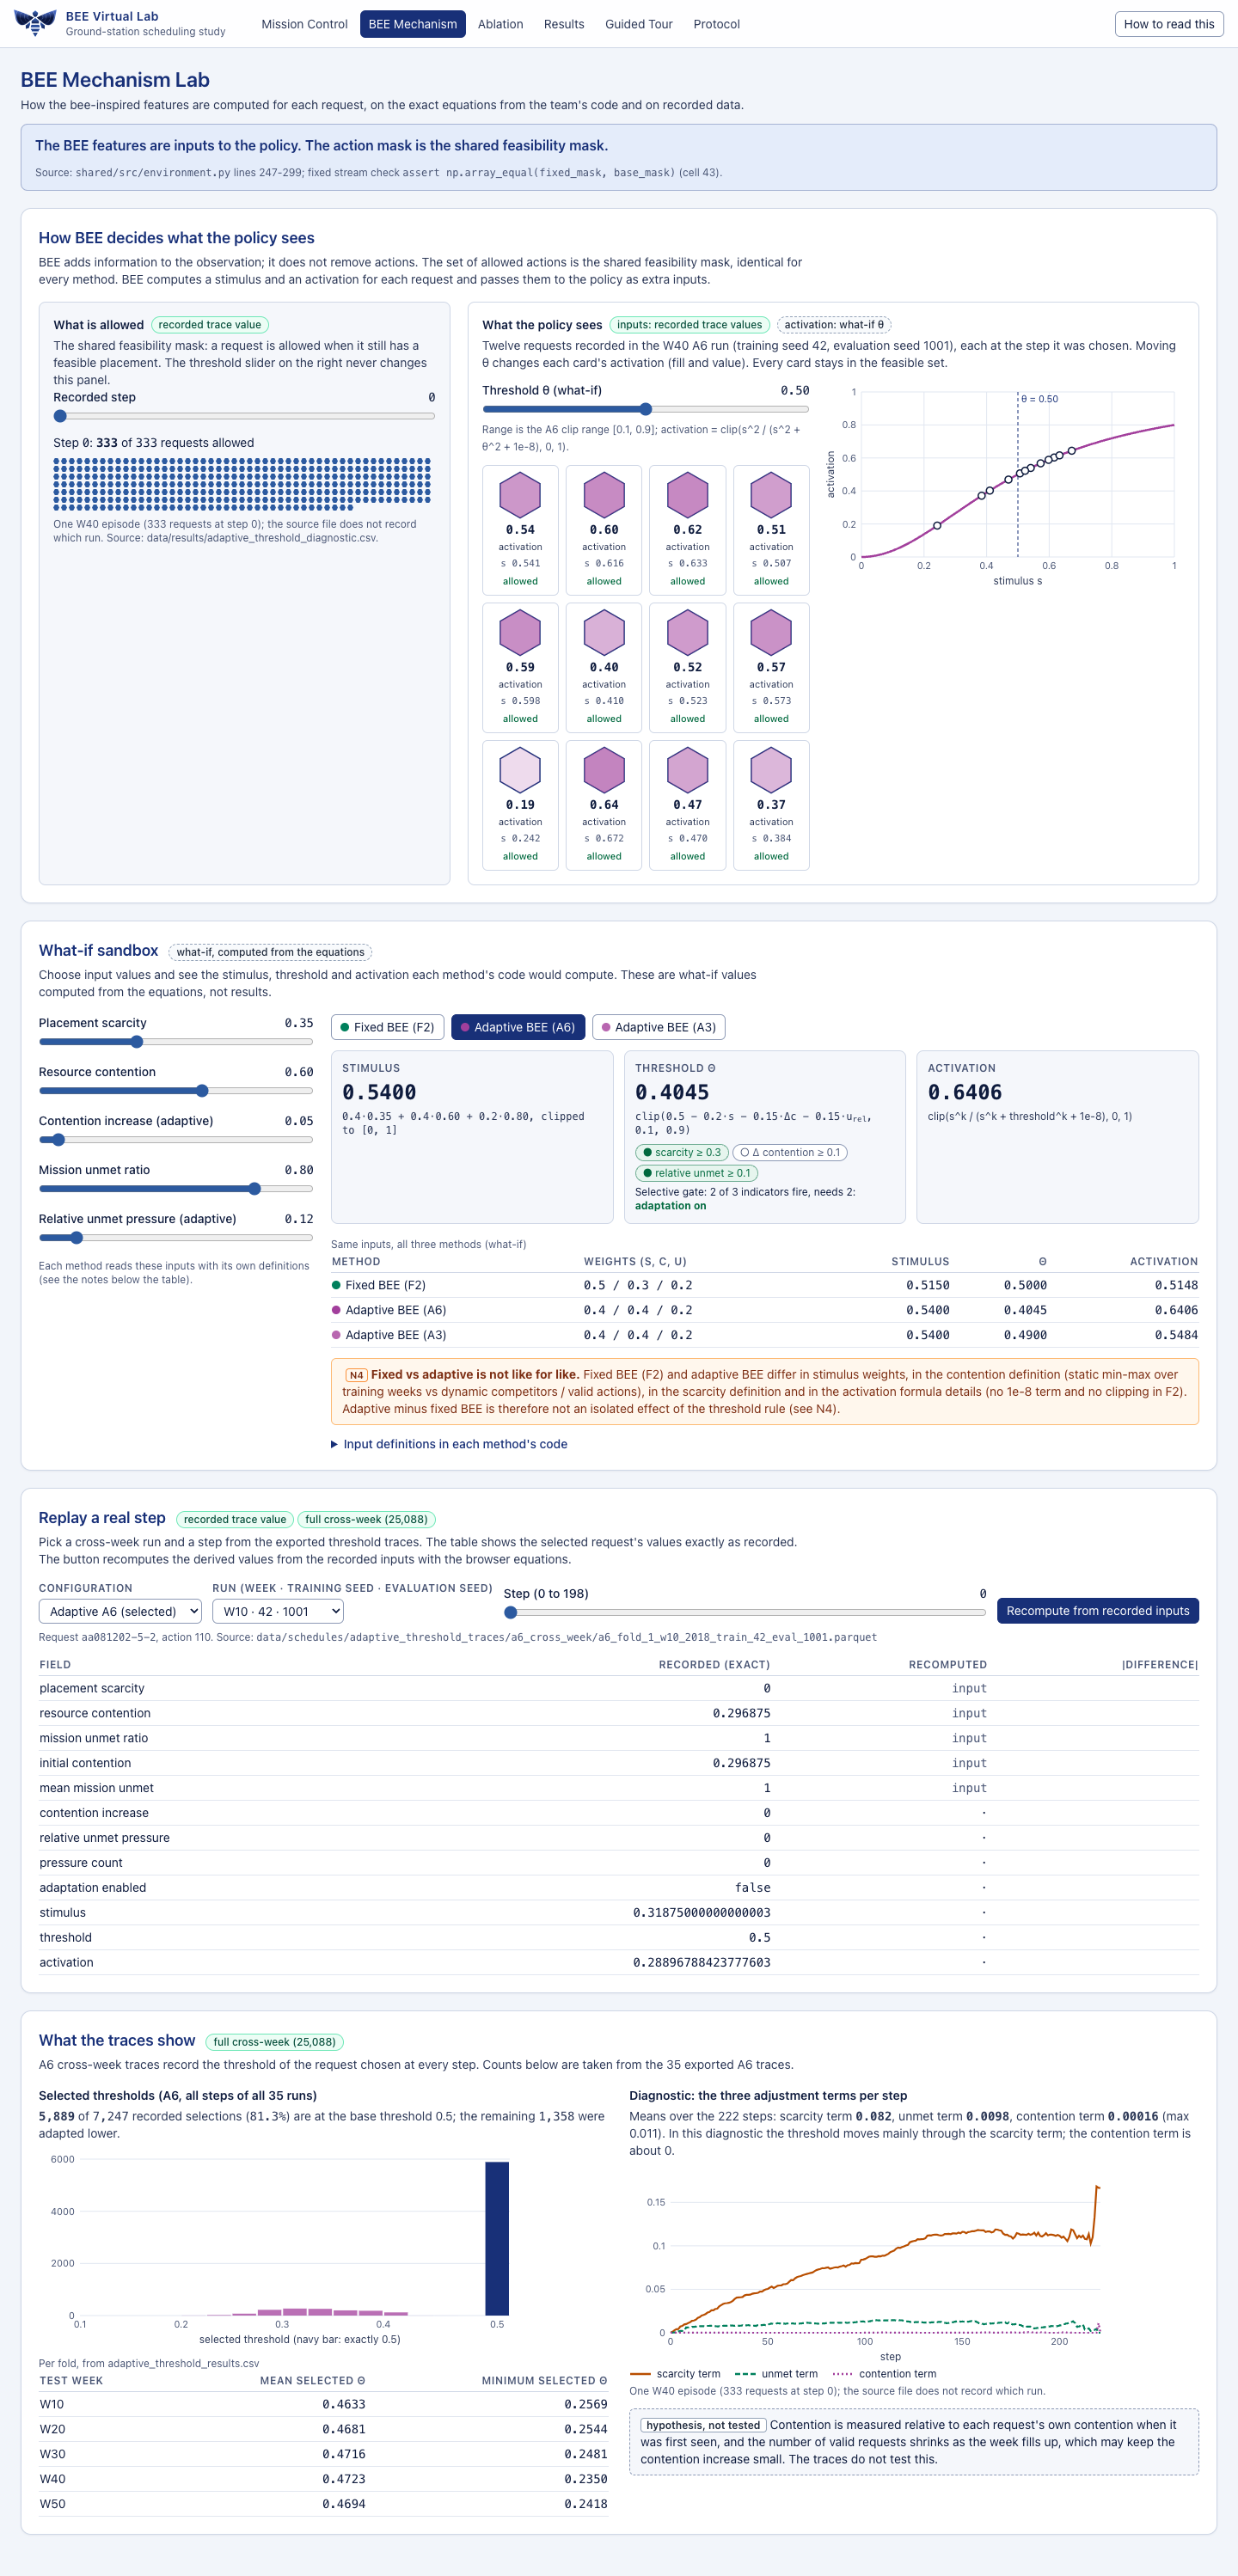 BEE Virtual Lab
Ground-station scheduling study
Mission Control
BEE Mechanism
Ablation
Results
Guided Tour
Protocol
How to read this
BEE Mechanism Lab
How the bee-inspired features are computed for each request, on the exact equations from the team's code and on recorded data.
The BEE features are inputs to the policy. The action mask is the shared feasibility mask.
Source: shared/src/environment.py lines 247-299; fixed stream check assert np.array_equal(fixed_mask, base_mask) (cell 43).
How BEE decides what the policy sees
BEE adds information to the observation; it does not remove actions. The set of allowed actions is the shared feasibility mask, identical for
every method. BEE computes a stimulus and an activation for each request and passes them to the policy as extra inputs.
What is allowed recorded trace value
The shared feasibility mask: a request is allowed when it still has a
feasible placement. The threshold slider on the right never changes
this panel.
Recorded step 0
Step 0: 333 of 333 requests allowed
One W40 episode (333 requests at step 0); the source file does not record
which run. Source: data/results/adaptive_threshold_diagnostic.csv.
What the policy sees inputs: recorded trace values activation: what-if θ
Twelve requests recorded in the W40 A6 run (training seed 42, evaluation seed 1001), each at the step it was chosen. Moving
θ changes each card's activation (fill and value). Every card stays in the feasible set.
Threshold θ (what-if) 0.50
Range is the A6 clip range [0.1, 0.9]; activation = clip(s^2 / (s^2 +
θ^2 + 1e-8), 0, 1).
0.54 0.60 0.62 0.51
activation activation activation activation
s 0.541 s 0.616 s 0.633 s 0.507
allowed allowed allowed allowed
0.59 0.40 0.52 0.57
activation activation activation activation
s 0.598 s 0.410 s 0.523 s 0.573
allowed allowed allowed allowed
0.19 0.64 0.47 0.37
activation activation activation activation
s 0.242 s 0.672 s 0.470 s 0.384
allowed allowed allowed allowed
θ = 0.50
1
0.8
0.6
0.4
0.2
0
activation
0 0.2 0.4 0.6 0.8 1
stimulus s
What-if sandbox what-if, computed from the equations
Choose input values and see the stimulus, threshold and activation each method's code would compute. These are what-if values
computed from the equations, not results.
Placement scarcity 0.35
Resource contention 0.60
Contention increase (adaptive) 0.05
Mission unmet ratio 0.80
Relative unmet pressure (adaptive) 0.12
Each method reads these inputs with its own definitions
(see the notes below the table).
Fixed BEE (F2) Adaptive BEE (A6) Adaptive BEE (A3)
STIMULUS
0.5400
0.4·0.35 + 0.4·0.60 + 0.2·0.80, clipped
to [0, 1]
THRESHOLD Θ
0.4045
clip(0.5 − 0.2·s − 0.15·Δc − 0.15·u_rel,
0.1, 0.9)
scarcity ≥ 0.3 Δ contention ≥ 0.1
relative unmet ≥ 0.1
Selective gate: 2 of 3 indicators fire, needs 2:
adaptation on
ACTIVATION
0.6406
clip(s^k / (s^k + threshold^k + 1e-8), 0, 1)
Same inputs, all three methods (what-if)
METHOD WEIGHTS (S, C, U) STIMULUS Θ ACTIVATION
Fixed BEE (F2) 0.5 / 0.3 / 0.2 0.5150 0.5000 0.5148
Adaptive BEE (A6) 0.4 / 0.4 / 0.2 0.5400 0.4045 0.6406
Adaptive BEE (A3) 0.4 / 0.4 / 0.2 0.5400 0.4900 0.5484
N4 Fixed vs adaptive is not like for like. Fixed BEE (F2) and adaptive BEE differ in stimulus weights, in the contention definition (static min-max over
training weeks vs dynamic competitors / valid actions), in the scarcity definition and in the activation formula details (no 1e-8 term and no clipping in F2).
Adaptive minus fixed BEE is therefore not an isolated effect of the threshold rule (see N4).
▶ Input definitions in each method's code
Replay a real step recorded trace value full cross-week (25,088)
Pick a cross-week run and a step from the exported threshold traces. The table shows the selected request's values exactly as recorded.
The button recomputes the derived values from the recorded inputs with the browser equations.
CONFIGURATION RUN (WEEK · TRAINING SEED · EVALUATION SEED) Step (0 to 198) 0
Adaptive A6 (selected) W10 · 42 · 1001 Recompute from recorded inputs
Request aa081202-5-2, action 110. Source: data/schedules/adaptive_threshold_traces/a6_cross_week/a6_fold_1_w10_2018_train_42_eval_1001.parquet
FIELD RECORDED (EXACT) RECOMPUTED |DIFFERENCE|
placement scarcity 0 input
resource contention 0.296875 input
mission unmet ratio 1 input
initial contention 0.296875 input
mean mission unmet 1 input
contention increase 0 ·
relative unmet pressure 0 ·
pressure count 0 ·
adaptation enabled false ·
stimulus 0.31875000000000003 ·
threshold 0.5 ·
activation 0.28896788423777603 ·
What the traces show full cross-week (25,088)
A6 cross-week traces record the threshold of the request chosen at every step. Counts below are taken from the 35 exported A6 traces.
Selected thresholds (A6, all steps of all 35 runs)
5,889 of 7,247 recorded selections (81.3%) are at the base threshold 0.5; the remaining 1,358 were
adapted lower.
6000
4000
2000
0
0.1 0.2 0.3 0.4 0.5
selected threshold (navy bar: exactly 0.5)
Per fold, from adaptive_threshold_results.csv
TEST WEEK MEAN SELECTED Θ MINIMUM SELECTED Θ
W10 0.4633 0.2569
W20 0.4681 0.2544
W30 0.4716 0.2481
W40 0.4723 0.2350
W50 0.4694 0.2418
Diagnostic: the three adjustment terms per step
Means over the 222 steps: scarcity term 0.082, unmet term 0.0098, contention term 0.00016 (max
0.011). In this diagnostic the threshold moves mainly through the scarcity term; the contention term is
about 0.
0.15
0.1
0.05
0
0 50 100 150 200
step
scarcity term unmet term contention term
One W40 episode (333 requests at step 0); the source file does not record which run.
hypothesis, not tested Contention is measured relative to each request's own contention when it
was first seen, and the number of valid requests shrinks as the week fills up, which may keep the
contention increase small. The traces do not test this.